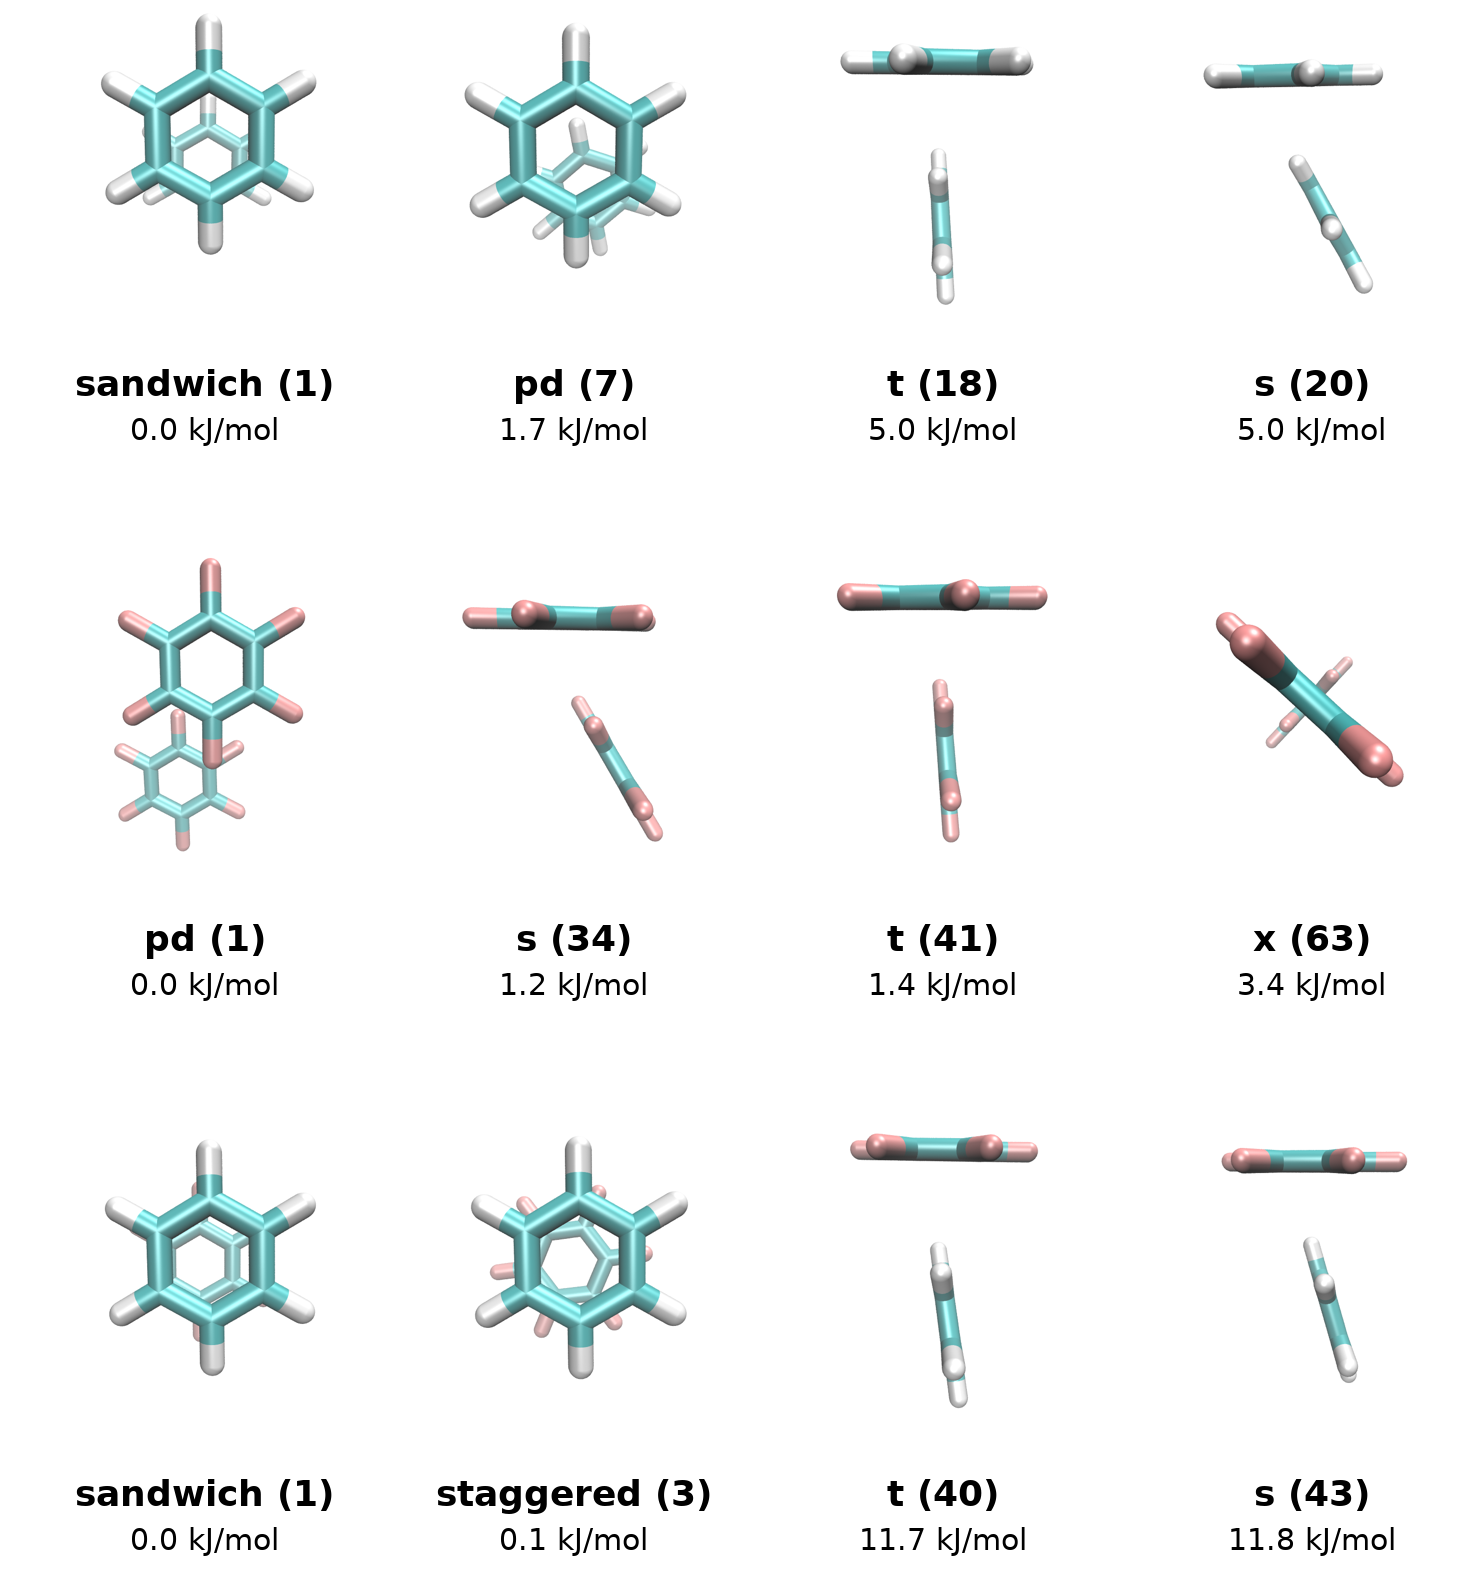 sandwich (1) pd (7) t (18) s (20)
0.0 kJ/mol 1.7 kJ/mol 5.0 kJ/mol 5.0 kJ/mol
pd (1) s (34) t (41) x (63)
0.0 kJ/mol 1.2 kJ/mol 1.4 kJ/mol 3.4 kJ/mol
sandwich (1) staggered (3) t (40) s (43)
0.0 kJ/mol 0.1 kJ/mol 11.7 kJ/mol 11.8 kJ/mol